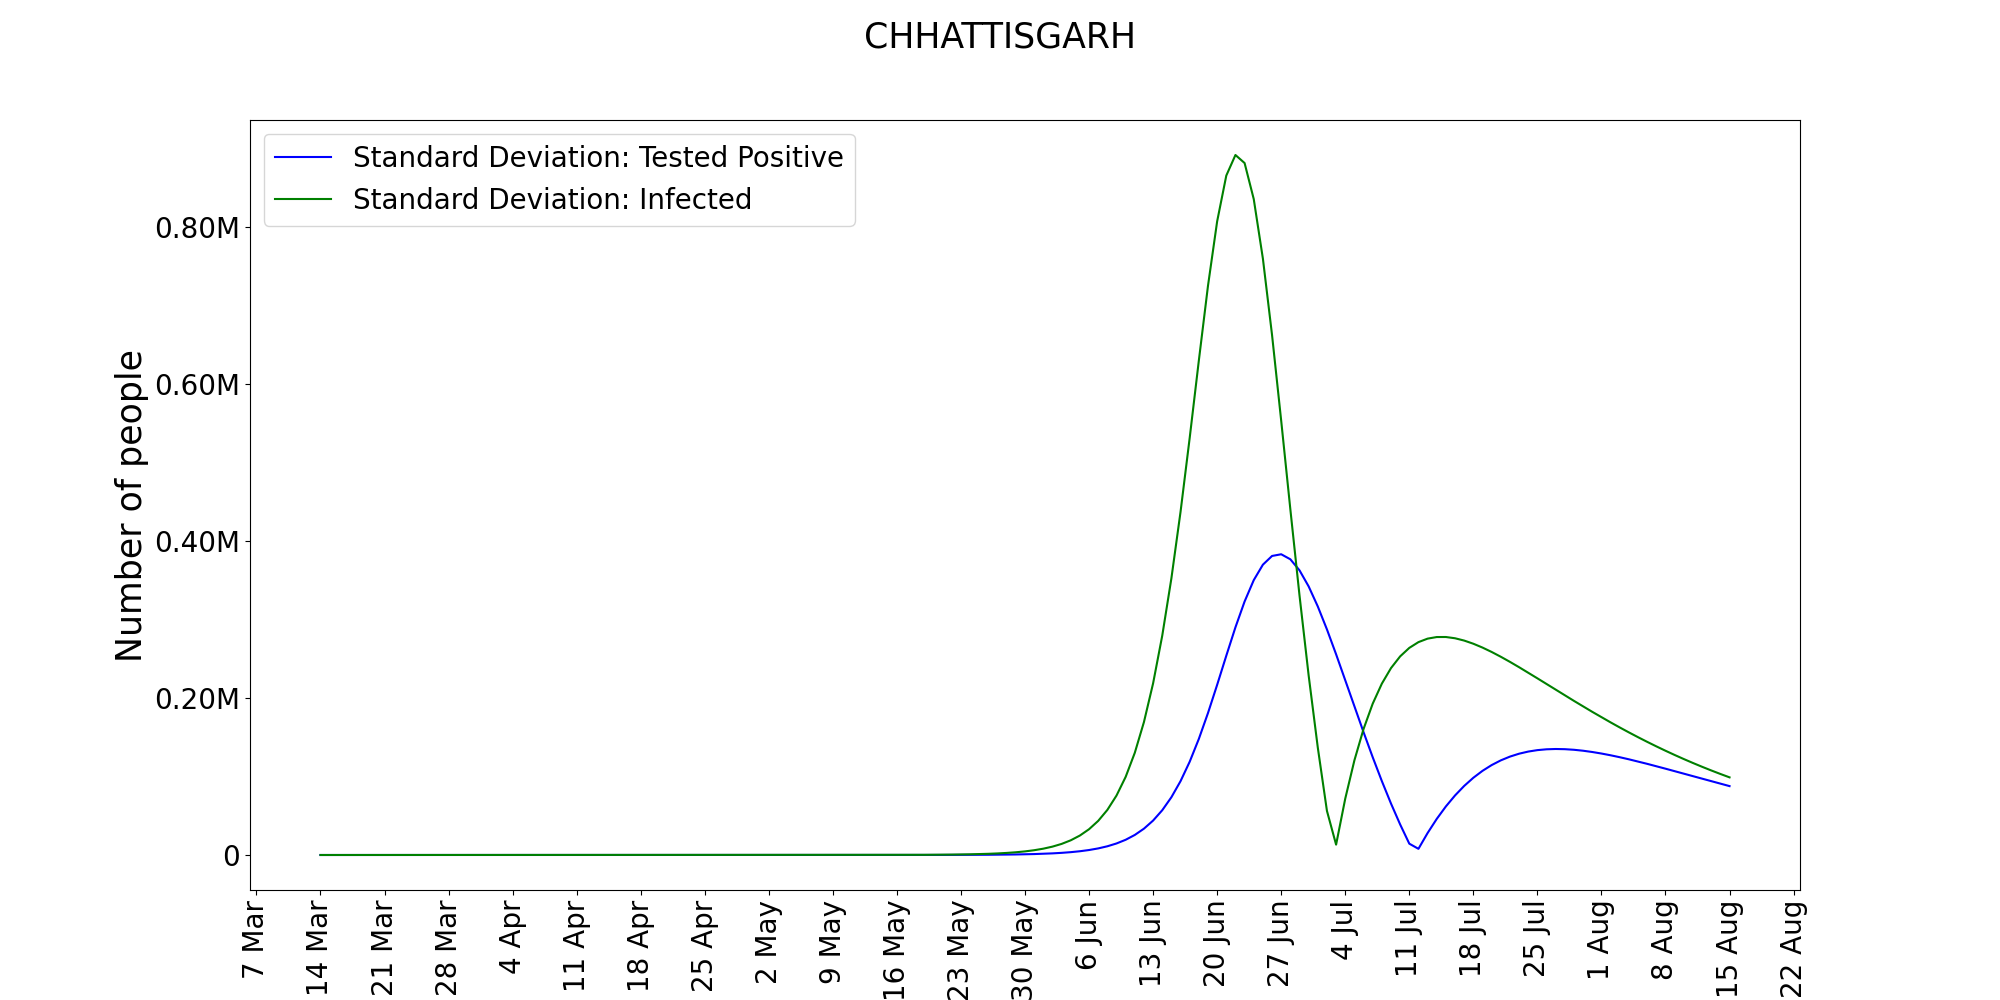 CHHATTISGARH
Standard Deviation: Tested Positive
Standard Deviation: Infected
Number of people
0.80M
0.60M
0.40M
0.20M
0
7 Mar
14 Mar
21 Mar
28 Mar
4 Apr
11 Apr
18 Apr
25 Apr
2 May
9 May
16 May
23 May
30 May
6 Jun
13 Jun
20 Jun
27 Jun
4 Jul
11 Jul
18 Jul
25 Jul
1 Aug
8 Aug
15 Aug
22 Aug